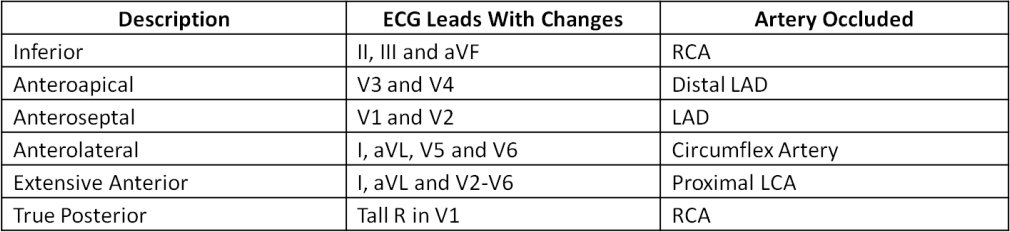 Description ECG Leads With Changes Artery Occluded
Inferior II, III and aVF RCA
Anteroapical V3 and V4 Distal LAD
Anteroseptal V1 and V2 LAD
Anterolateral I, aVL, V5 and V6 Circumflex Artery
Extensive Anterior I, aVL and V2-V6 Proximal LCA
True Posterior Tall R in V1 RCA